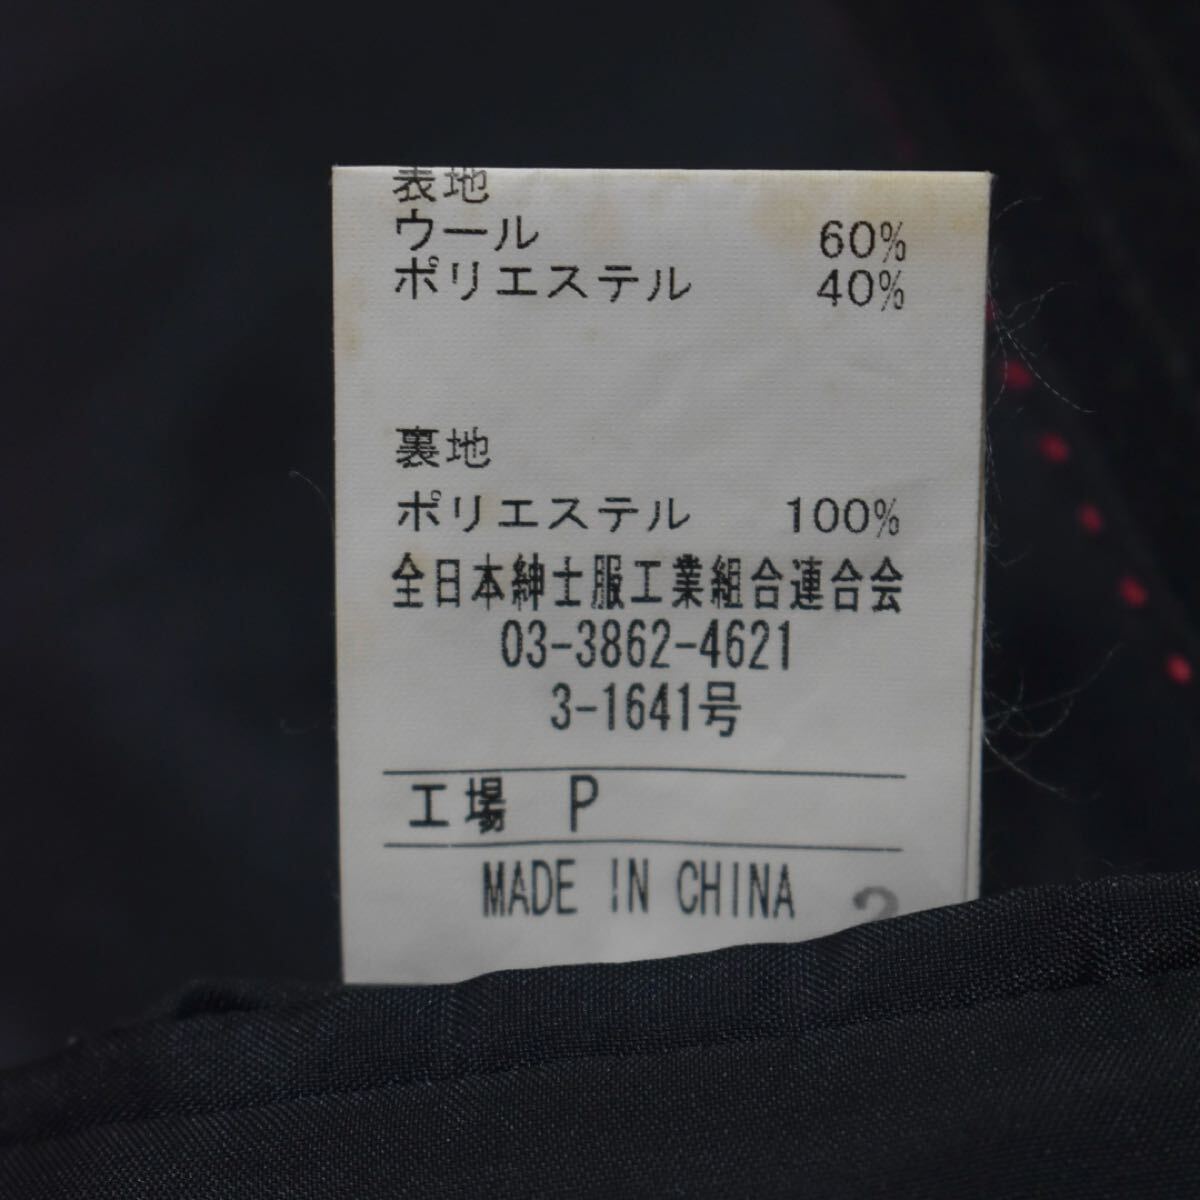 表地
ウール 60%
ポリエステル 40%
裏地
ポリエステル 100%
全日本紳士服工業組合連合会
03-3862-4621
3-1641号
工場 P
MADE IN CHINA